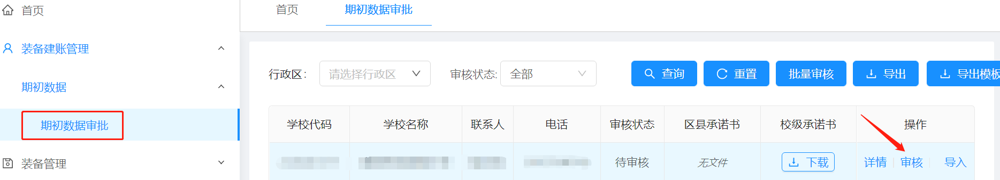 首页
装备建账管理
期初数据
期初数据审批
装备管理
首页 期初数据审批
行政区： 请选择行政区 审核状态: 全部 查询 重置 批量审核 导出 导出模板
学校代码 学校名称 联系人 电话 审核状态 区县承诺书 校级承诺书 操作
待审核 无文件 下载 详情 审核 导入